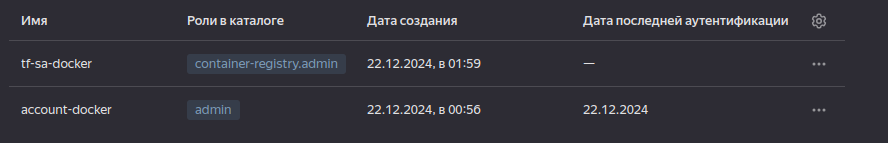 Имя Роли в каталоге Дата создания Дата последней аутентификации
tf-sa-docker container-registry.admin 22.12.2024, в 01:59 —
account-docker admin 22.12.2024, в 00:56 22.12.2024